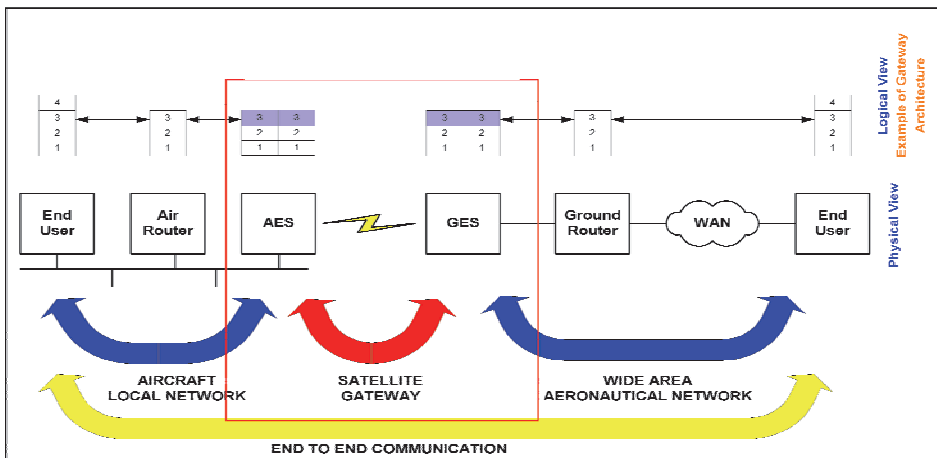 4
3
2
1
3
2
1
3 3
2 2
1 1
3 3
2 2
1 1
3
2
1
4
3
2
1
Logical View
Example of Gateway
Architecture
End
User
Air
Router
AES
GES
Ground
Router
WAN
End
User
Physical View
AIRCRAFT
LOCAL NETWORK
SATELLITE
GATEWAY
WIDE AREA
AERONAUTICAL NETWORK
END TO END COMMUNICATION